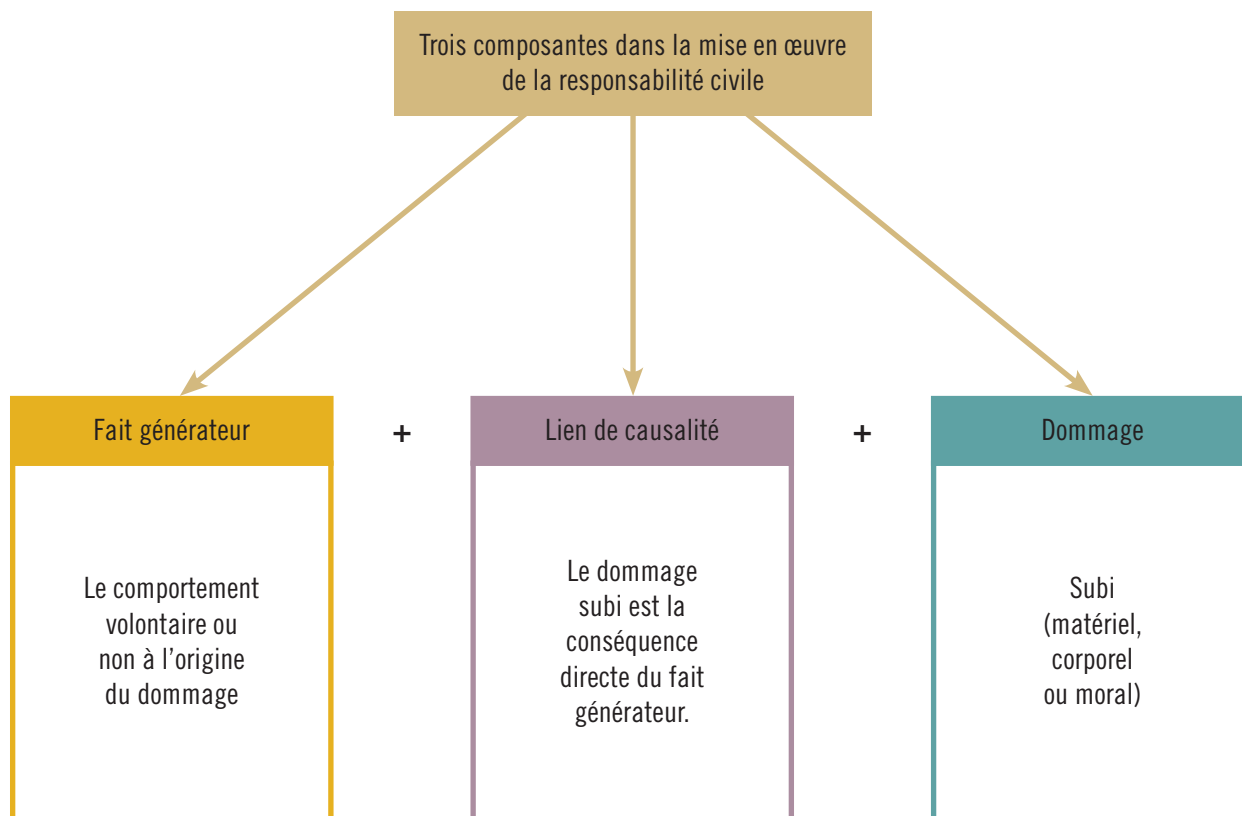 Trois composantes dans la mise en œuvre
de la responsabilité civile
Fait générateur
+
Lien de causalité
+
Dommage
Le comportement
volontaire ou
non à l’origine
du dommage
Le dommage
subi est la
conséquence
directe du fait
générateur.
Subi
(matériel,
corporel
ou moral)